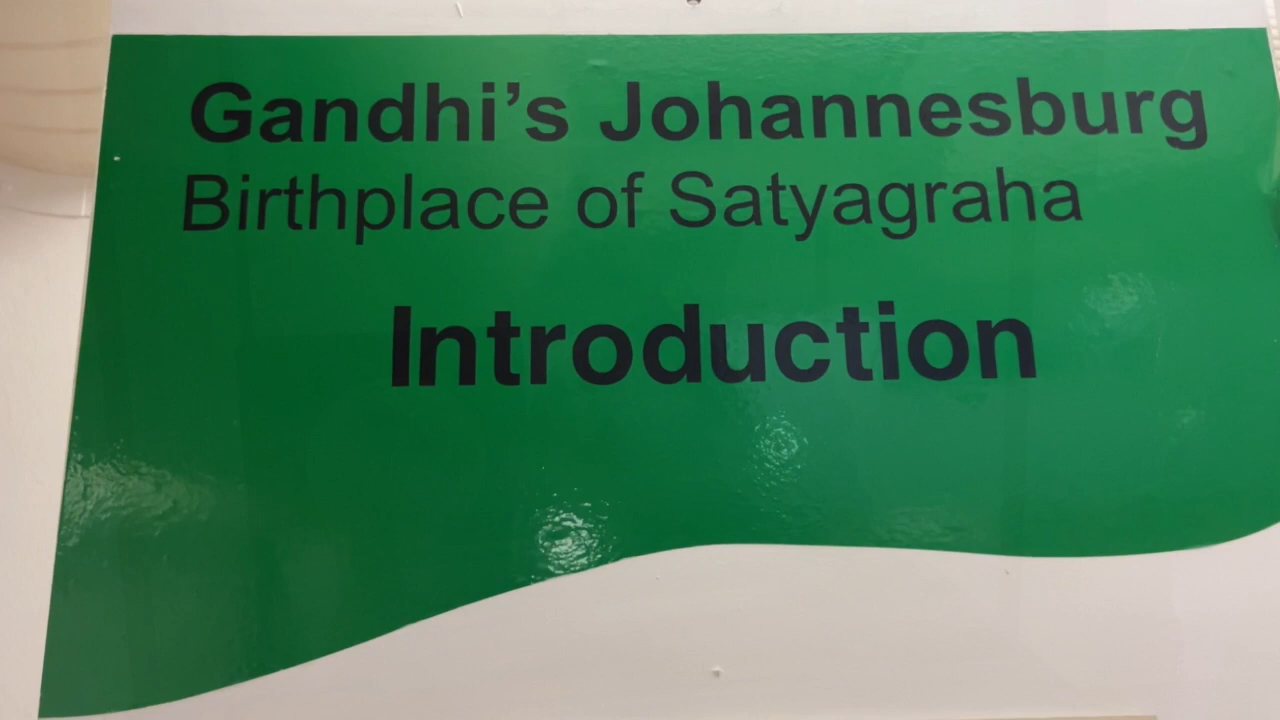 Gandhi’s Johannesburg
Birthplace of Satyagraha
Introduction